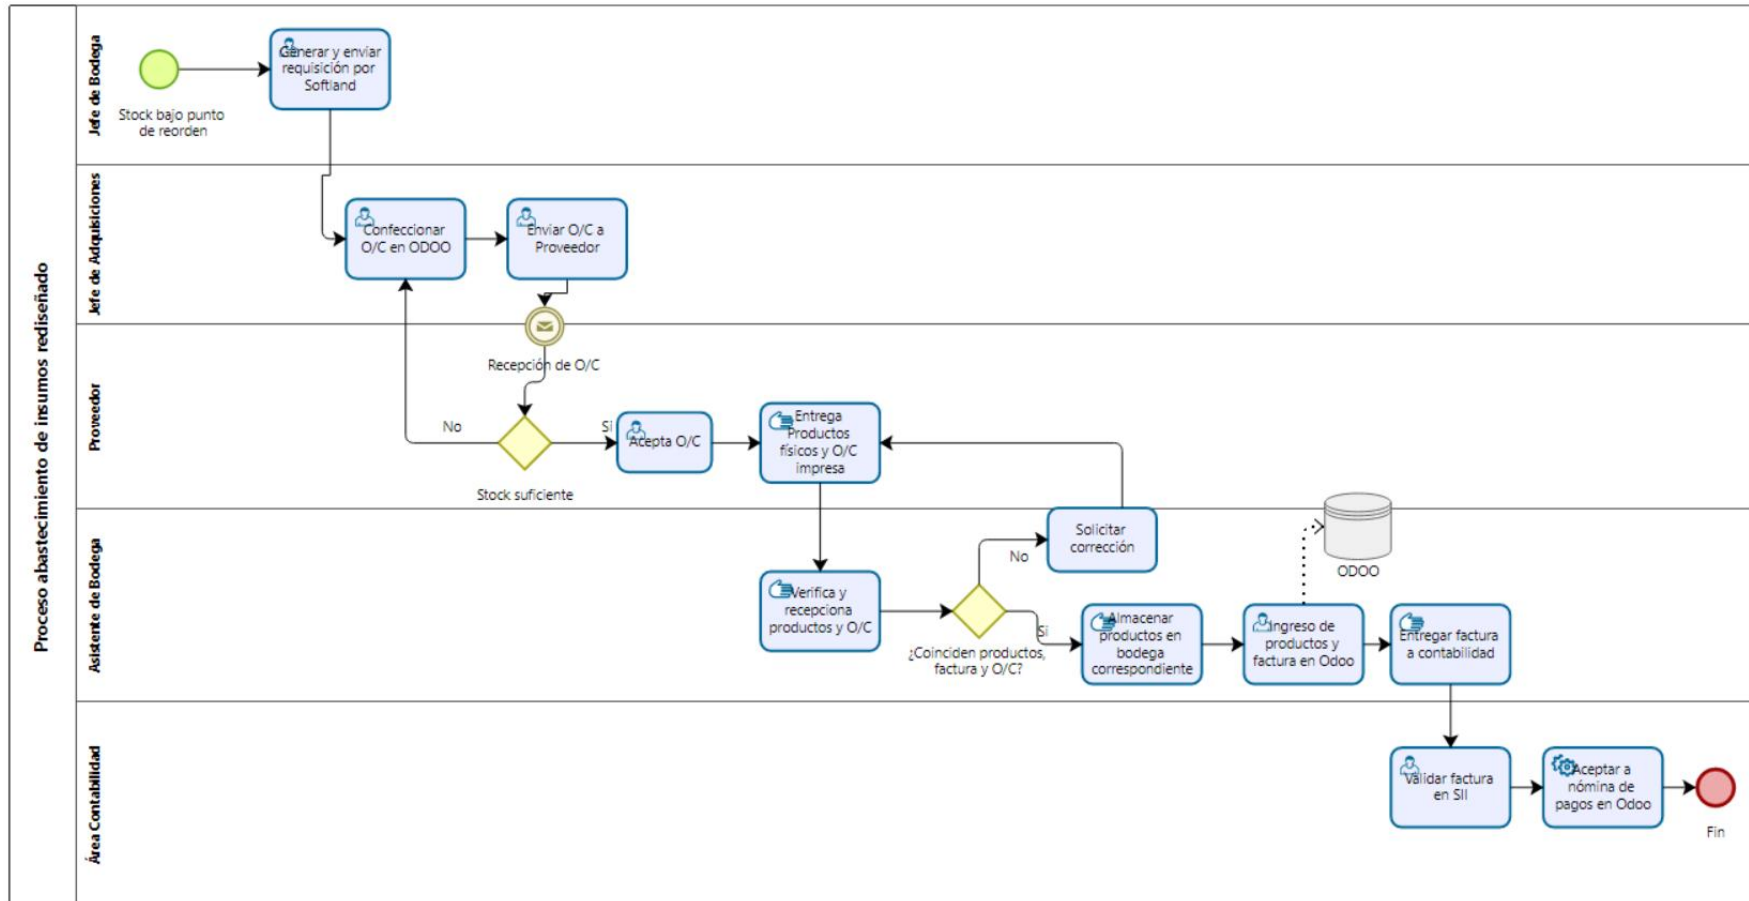 Proceso abastecimiento de insumos rediseñado
Jefe de Bodega
Stock bajo punto
de reorden
Generar y enviar
requisición por
Softland
Jefe de Adquisiciones
Confeccionar
O/C en ODOO
Enviar O/C a
Proveedor
Proveedor
Recepción de O/C
No
Stock suficiente
Si
Acepta O/C
Entrega
Productos
físicos y O/C
impresa
Asistente de Bodega
Verifica y
recepciona
productos y O/C
¿Coinciden productos,
factura y O/C?
No
Solicitar
corrección
Sí
Almacenar
productos en
bodega
correspondiente
Ingreso de
productos y
factura en Odoo
ODOO
Entregar factura
a contabilidad
Área Contabilidad
Validar factura
en SII
Aceptar a
nómina de
pagos en Odoo
Fin